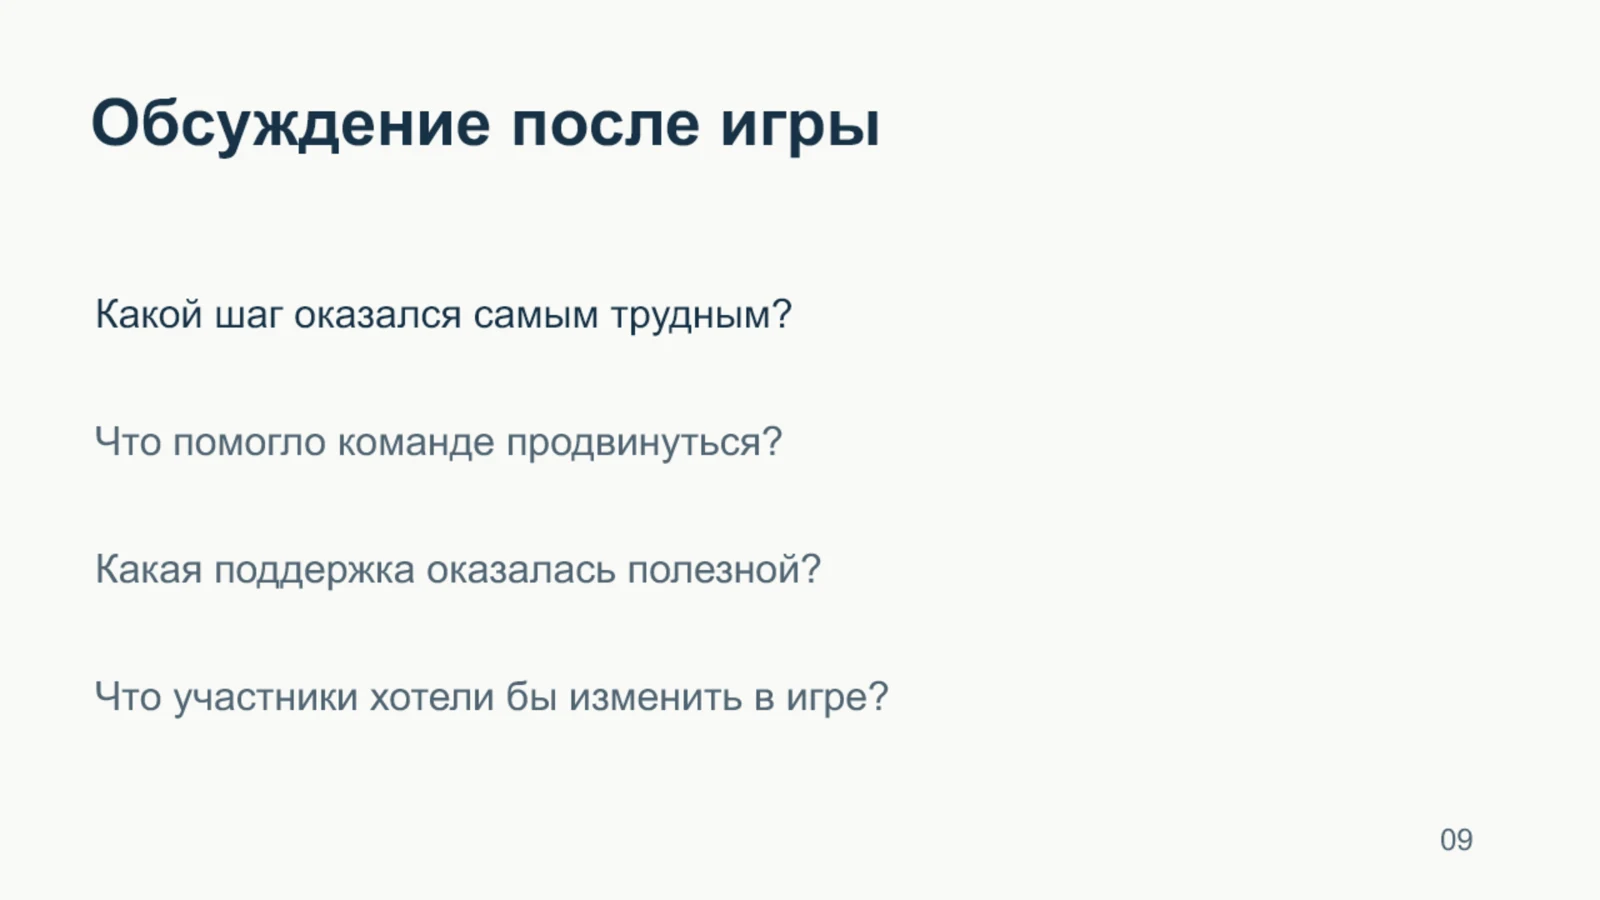 Обсуждение после игры
Какой шаг оказался самым трудным?
Что помогло команде продвинуться?
Какая поддержка оказалась полезной?
Что участники хотели бы изменить в игре?
09